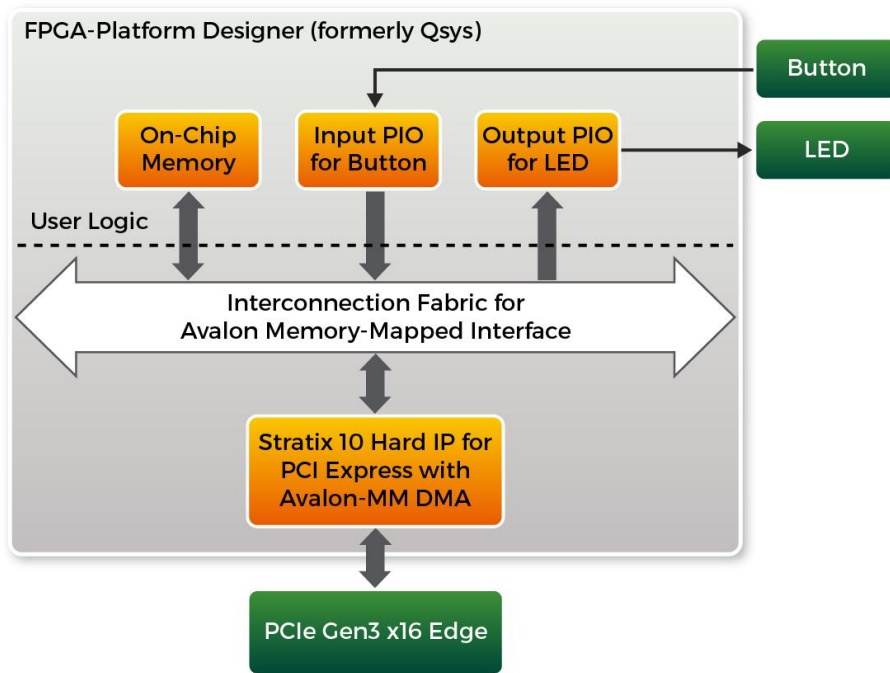 FPGA-Platform Designer (formerly Qsys)
Button
LED
On-Chip
Memory
Input PIO
for Button
Output PIO
for LED
User Logic
Interconnection Fabric for
Avalon Memory-Mapped Interface
Stratix 10 Hard IP for
PCI Express with
Avalon-MM DMA
PCIe Gen3 x16 Edge